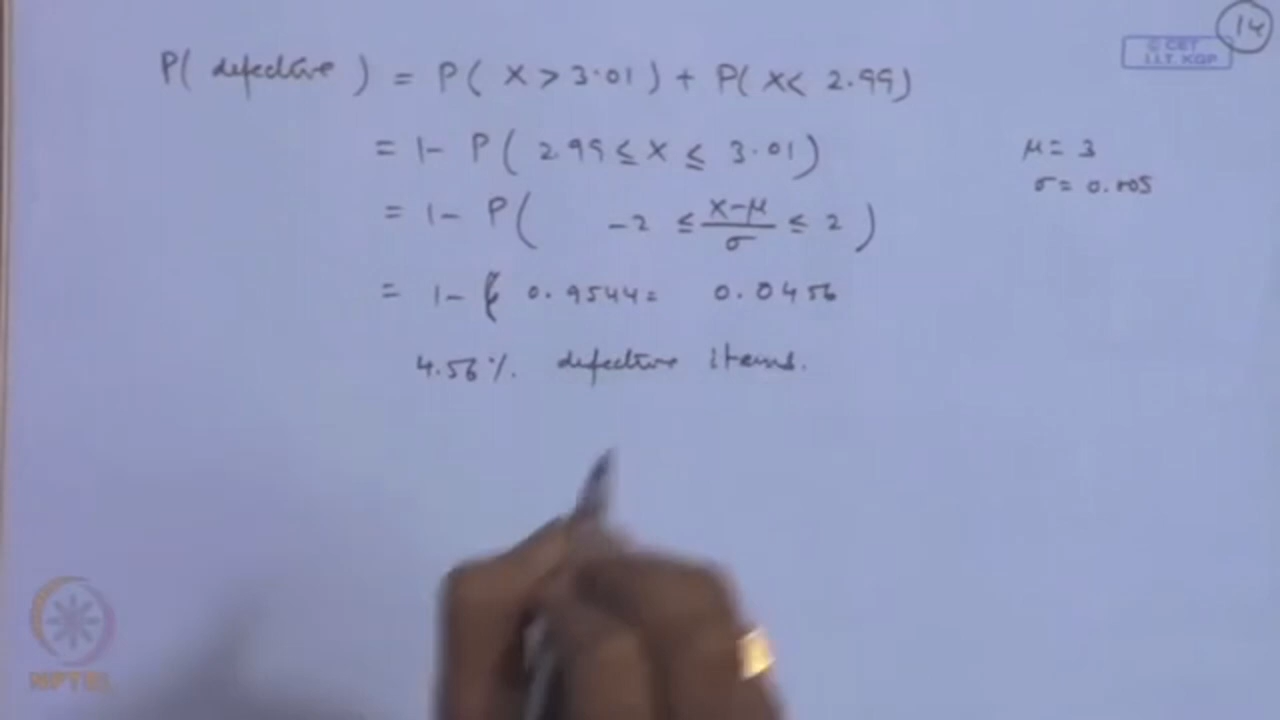 14
© CET
I.I.T. KGP
P( defective ) = P( X > 3.01) + P( X < 2.99)
= 1- P( 2.99 ≤ X ≤ 3.01)
μ = 3
σ = 0.005
= 1- P( -2 ≤ (X-μ)/σ ≤ 2 )
= 1- ( 0.9544 = 0.0456
4.56 %. defective items.
NPTEL